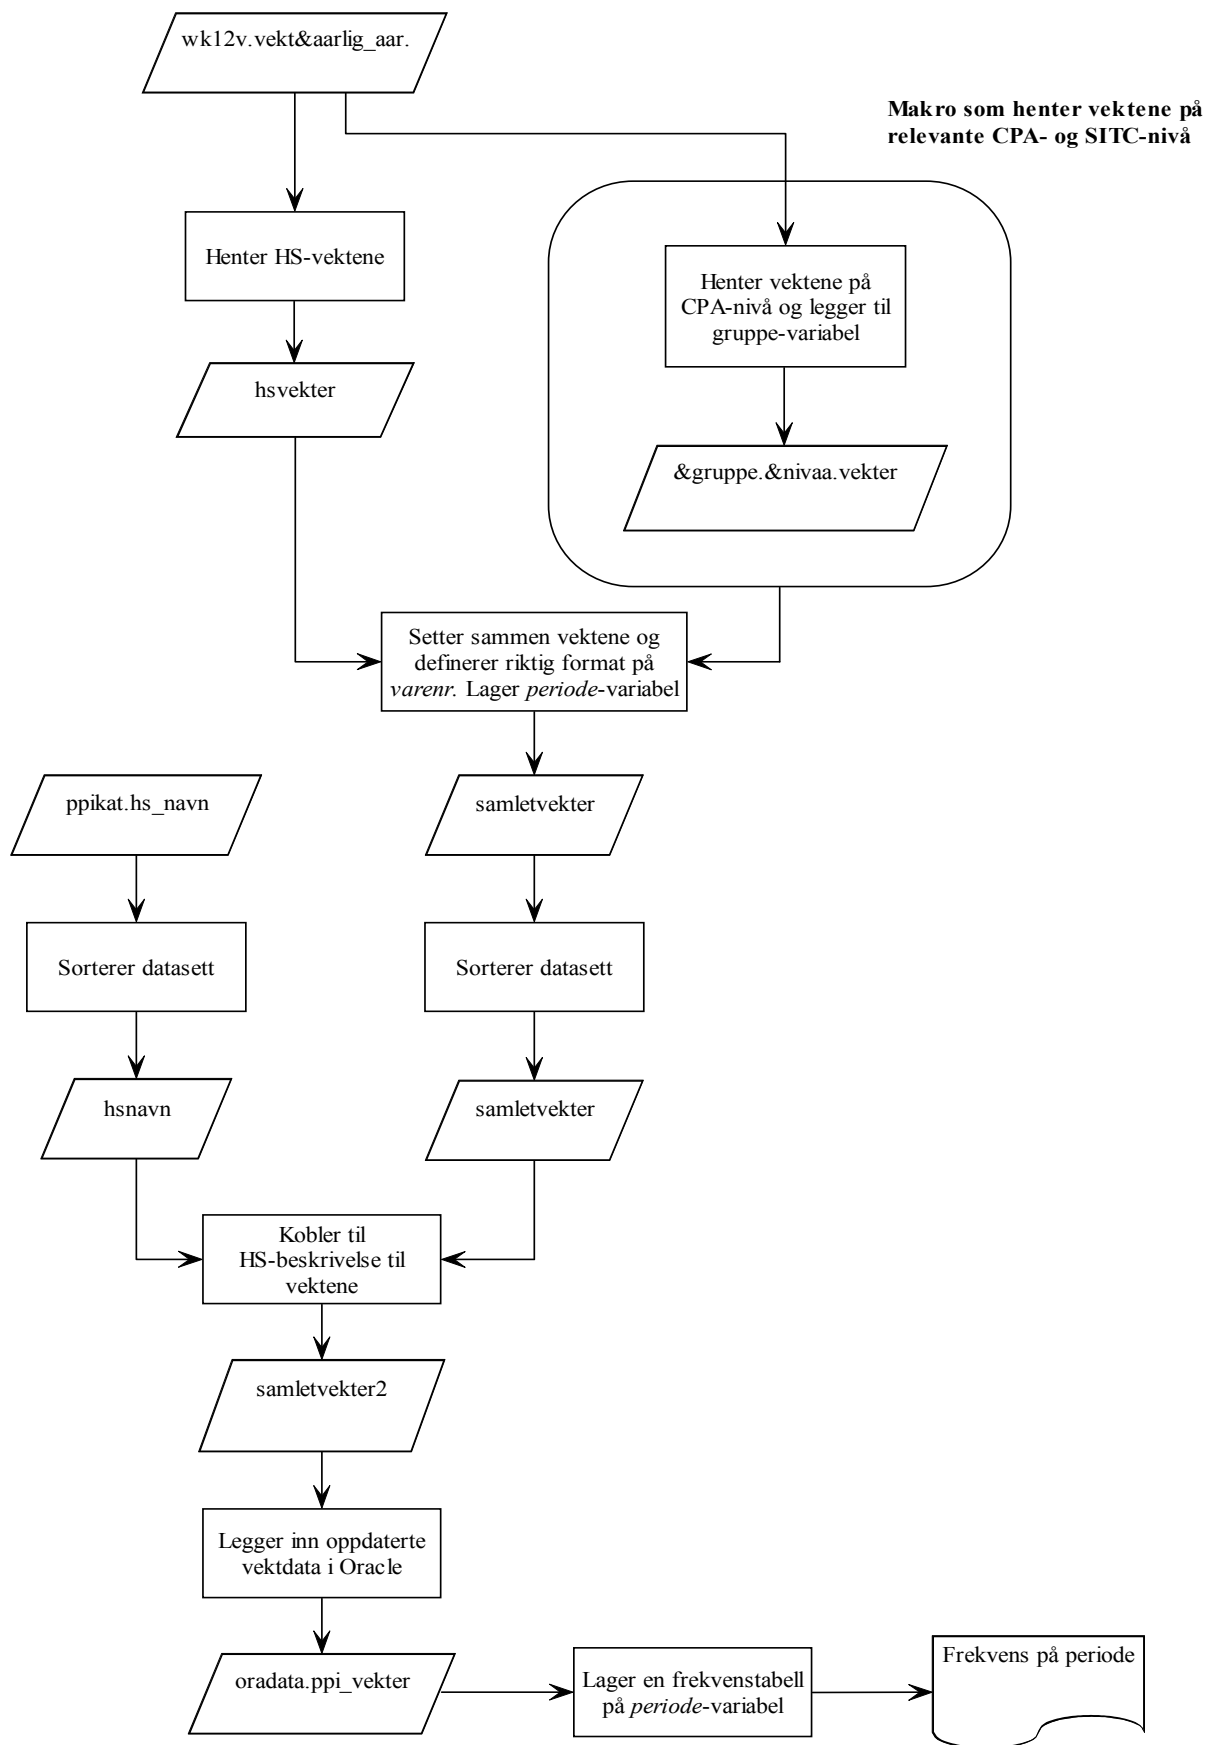 wk12v.vekt&aarlig_aar.
Makro som henter vektene på
relevante CPA- og SITC-nivå
Henter HS-vektene
Henter vektene på
CPA-nivå og legger til
gruppe-variabel
hsvekter
&gruppe.&nivaa.vekter
Setter sammen vektene og
definerer riktig format på
varenr. Lager periode-variabel
ppikat.hs_navn
samletvekter
Sorterer datasett
Sorterer datasett
hsnavn
samletvekter
Kobler til
HS-beskrivelse til
vektene
samletvekter2
Legger inn oppdaterte
vektdata i Oracle
oradata.ppi_vekter
Lager en frekvenstabell
på periode-variabel
Frekvens på periode